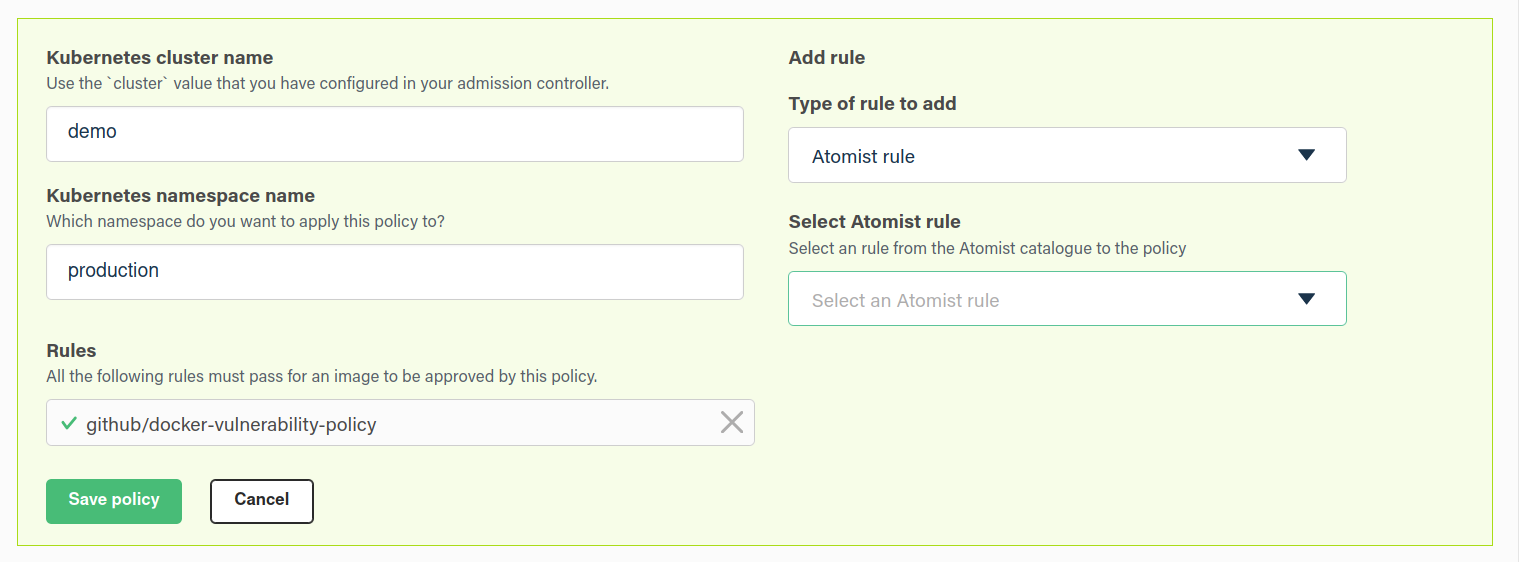 Kubernetes cluster name
Use the `cluster` value that you have configured in your admission controller.
demo
Kubernetes namespace name
Which namespace do you want to apply this policy to?
production
Rules
All the following rules must pass for an image to be approved by this policy.
github/docker-vulnerability-policy
Save policy
Cancel
Add rule
Type of rule to add
Atomist rule
Select Atomist rule
Select an rule from the Atomist catalogue to the policy
Select an Atomist rule